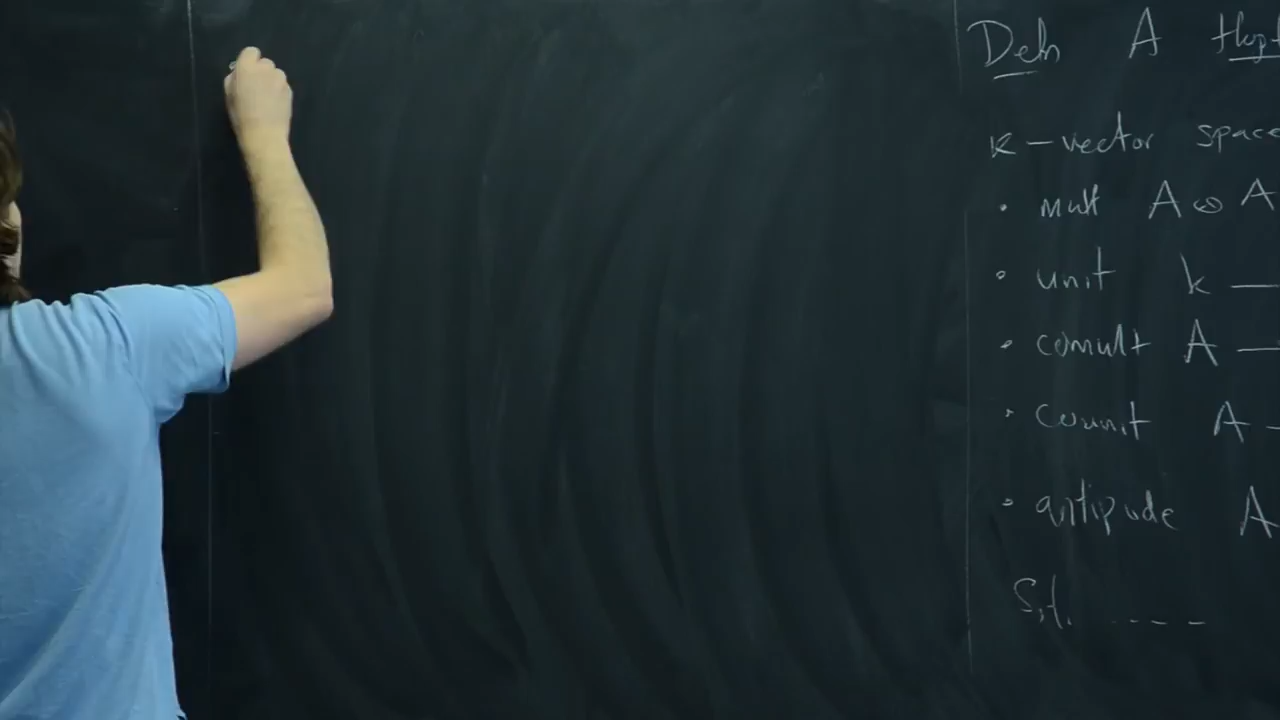 Defn A Hopf
k-vector space
• mult A ⊗ A
• unit k —
• comult A —
• counit A -
• antipode A
S.t. ----